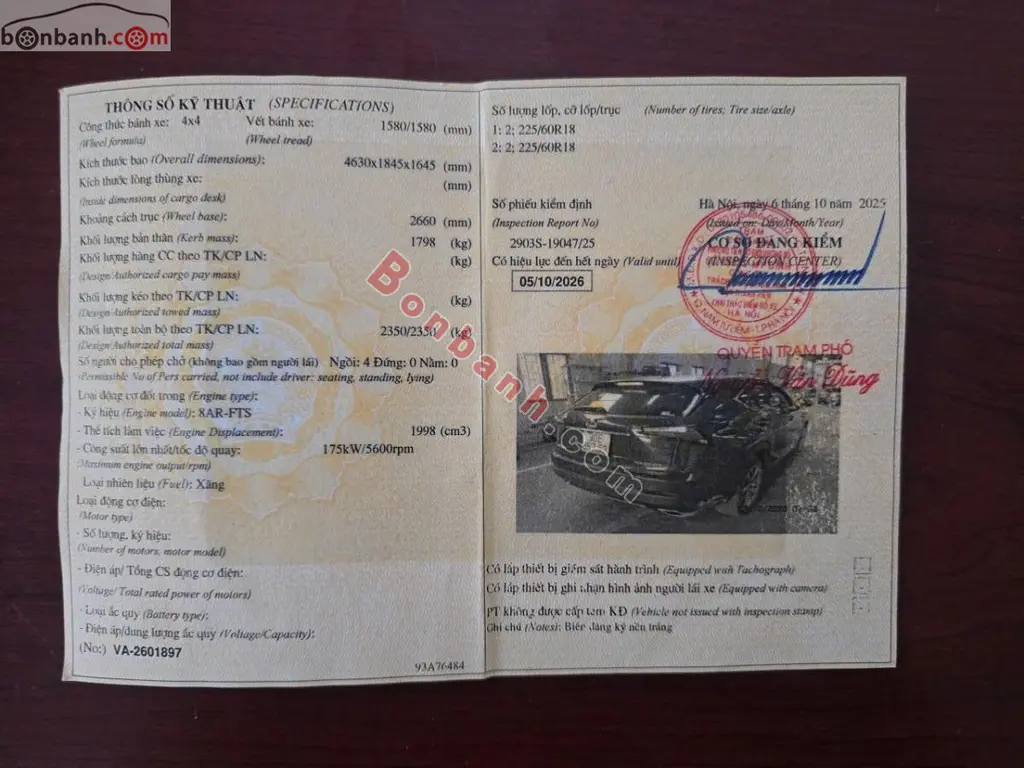 bonbanh.com
THÔNG SỐ KỸ THUẬT (SPECIFICATIONS)
Công thức bánh xe: 4x4 Vết bánh xe: 1580/1580 (mm)
(Wheel formula) (Wheel tread)
Kích thước bao (Overall dimensions): 4630x1845x1645 (mm)
Kích thước lòng thùng xe: (mm)
(Inside dimensions of cargo desk)
Khoảng cách trục (Wheel base): 2660 (mm)
Khối lượng bản thân (Kerb mass): 1798 (kg)
Khối lượng hàng CC theo TK/CP LN: (kg)
(Design/Authorized cargo pay mass)
Khối lượng kéo theo TK/CP LN: (kg)
(Design/Authorized towed mass)
Khối lượng toàn bộ theo TK/CP LN: 2350/2350 (kg)
(Design/Authorized total mass)
Số người cho phép chở (không bao gồm người lái) Ngồi: 4 Đứng: 0 Nằm: 0
(Permissible No of Pers carried, not include driver: seating, standing, lying)
Loại động cơ đốt trong (Engine type):
- Ký hiệu (Engine model): 8AR-FTS
- Thể tích làm việc (Engine Displacement): 1998 (cm3)
- Công suất lớn nhất/tốc độ quay: 175kW/5600rpm
(Maximum engine output/rpm)
Loại nhiên liệu (Fuel): Xăng
Loại động cơ điện:
(Motor type)
- Số lượng, ký hiệu:
(Number of motors, motor model)
- Điện áp/ Tổng CS động cơ điện:
(Voltage/ Total rated power of motors)
- Loại ắc quy (Battery type):
- Điện áp/dung lượng ắc quy (Voltage/Capacity):
(No:) VA-2601897
93A76484
Số lượng lốp, cỡ lốp/trục (Number of tires; Tire size/axle)
1: 2; 225/60R18
2: 2; 225/60R18
Số phiếu kiểm định Hà Nội, ngày 6 tháng 10 năm 2025
(Inspection Report No) (Issued on: Day/Month/Year)
2903S-19047/25 CƠ SỞ ĐĂNG KIỂM
Có hiệu lực đến hết ngày (Valid until) (INSPECTION CENTER)
05/10/2026
HÀ NỘI
QUYỀN TRẠM PHÓ
Văn Dũng
Bonbanh.com
Có lắp thiết bị giám sát hành trình (Equipped with Tachograph)
Có lắp thiết bị ghi nhận hình ảnh người lái xe (Equipped with camera)
PT không được cấp tem KĐ (Vehicle not issued with inspection stamp)
Ghi chú (Notes): Biển đăng ký nền trắng